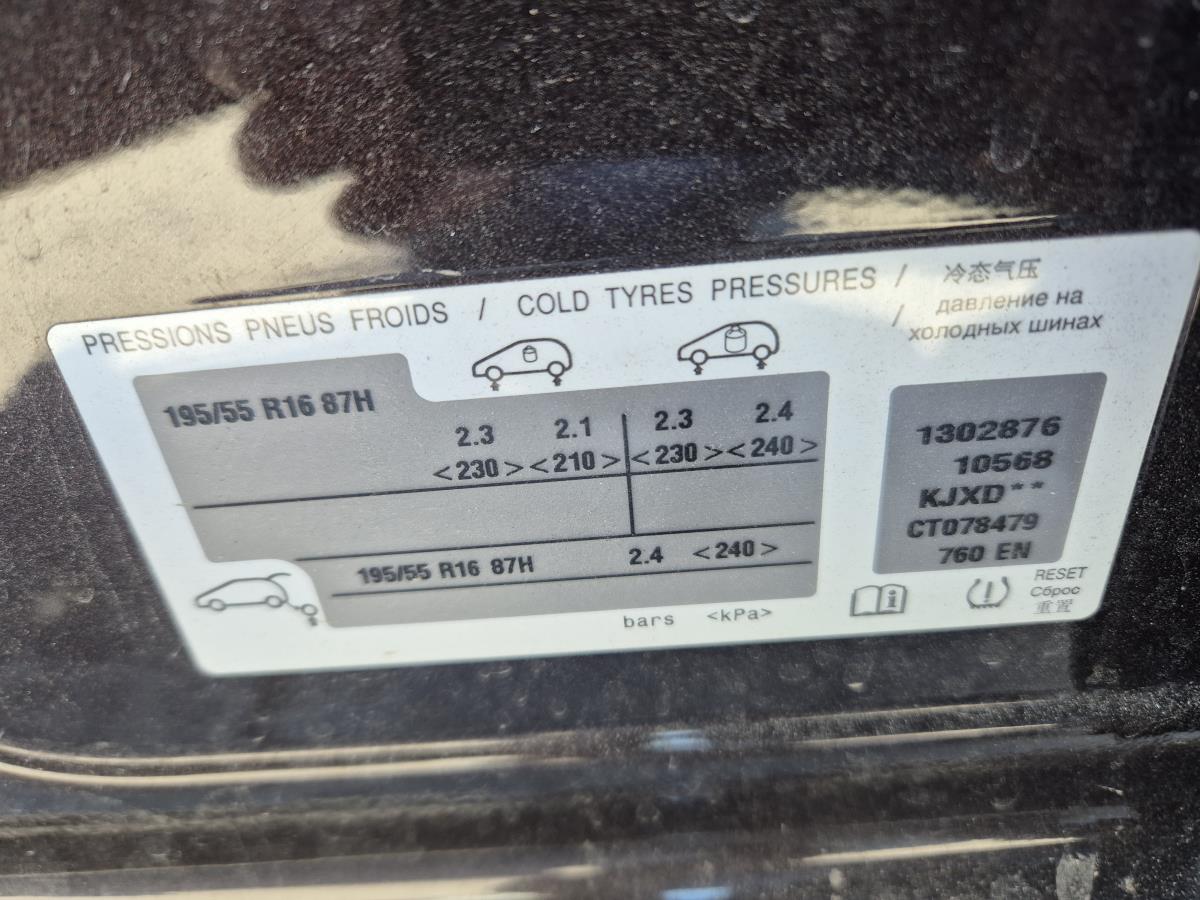 PRESSIONS PNEUS FROIDS / COLD TYRES PRESSURES / 冷态气压
/ давление на
холодных шинах
195/55 R16 87H
2.3 2.1 2.3 2.4
<230> <210> <230> <240>
195/55 R16 87H 2.4 <240>
bars <kPa>
1302876
10568
KJXD**
CT078479
760 EN
RESET
Сброс
重置